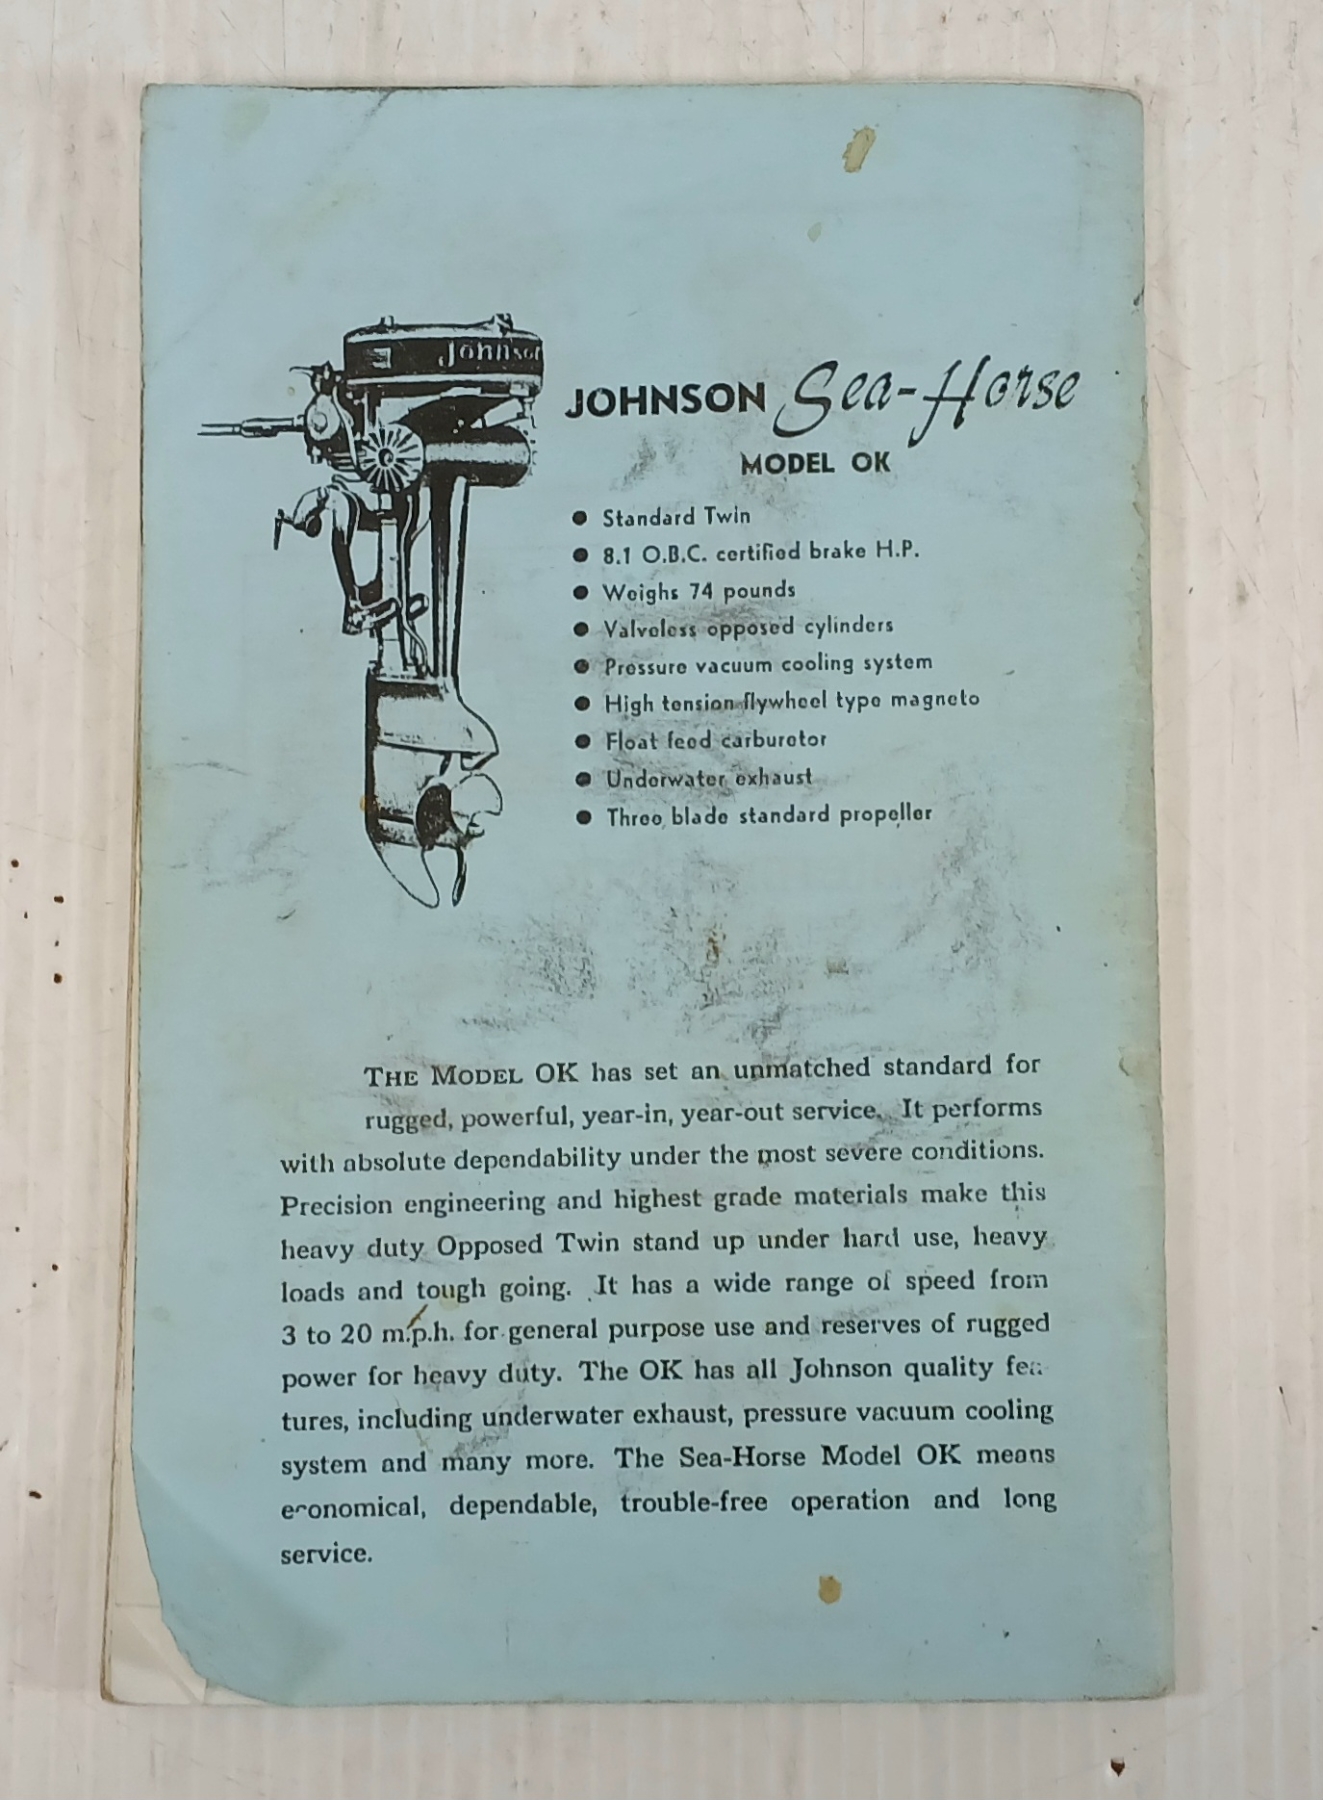 Johnson
JOHNSON Sea-Horse
MODEL OK
● Standard Twin
● 8.1 O.B.C. certified brake H.P.
● Weighs 74 pounds
● Valveless opposed cylinders
● Pressure vacuum cooling system
● High tension flywheel type magneto
● Float feed carburetor
● Underwater exhaust
● Three blade standard propeller
THE MODEL OK has set an unmatched standard for
rugged, powerful, year-in, year-out service. It performs
with absolute dependability under the most severe conditions.
Precision engineering and highest grade materials make this
heavy duty Opposed Twin stand up under hard use, heavy
loads and tough going. It has a wide range of speed from
3 to 20 m.p.h. for general purpose use and reserves of rugged
power for heavy duty. The OK has all Johnson quality fea-
tures, including underwater exhaust, pressure vacuum cooling
system and many more. The Sea-Horse Model OK means
economical, dependable, trouble-free operation and long
service.